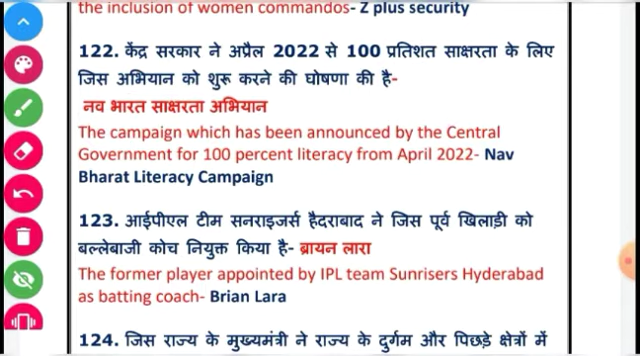 the inclusion of women commandos- Z plus security
122. केंद्र सरकार ने अप्रैल 2022 से 100 प्रतिशत साक्षरता के लिए
जिस अभियान को शुरू करने की घोषणा की है-
नव भारत साक्षरता अभियान
The campaign which has been announced by the Central
Government for 100 percent literacy from April 2022- Nav
Bharat Literacy Campaign
123. आईपीएल टीम सनराइजर्स हैदराबाद ने जिस पूर्व खिलाड़ी को
बल्लेबाजी कोच नियुक्त किया है- ब्रायन लारा
The former player appointed by IPL team Sunrisers Hyderabad
as batting coach- Brian Lara
124. जिस राज्य के मुख्यमंत्री ने राज्य के दुर्गम और पिछड़े क्षेत्रों में